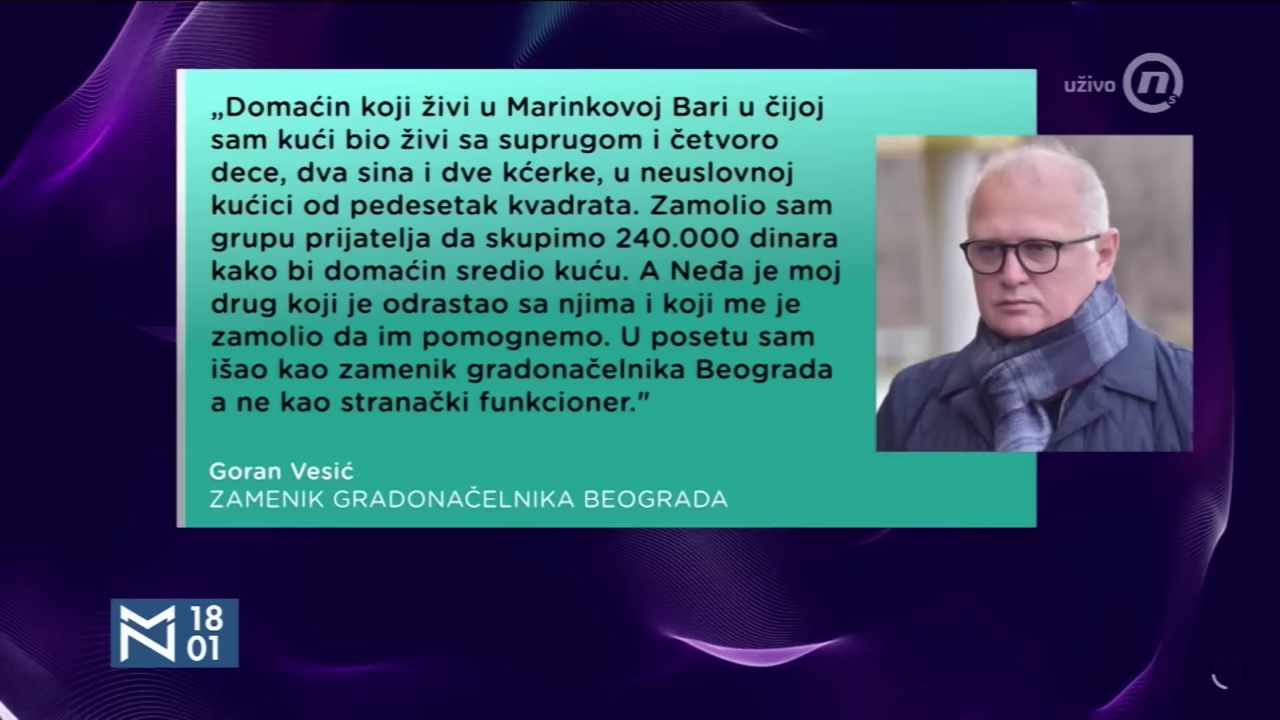 uživo
n
S
„Domaćin koji živi u Marinkovoj Bari u čijoj
sam kući bio živi sa suprugom i četvoro
dece, dva sina i dve kćerke, u neuslovnoj
kućici od pedesetak kvadrata. Zamolio sam
grupu prijatelja da skupimo 240.000 dinara
kako bi domaćin sredio kuću. A Neđa je moj
drug koji je odrastao sa njima i koji me je
zamolio da im pomognemo. U posetu sam
išao kao zamenik gradonačelnika Beograda
a ne kao stranački funkcioner."
Goran Vesić
ZAMENIK GRADONAČELNIKA BEOGRADA
MN
18
01